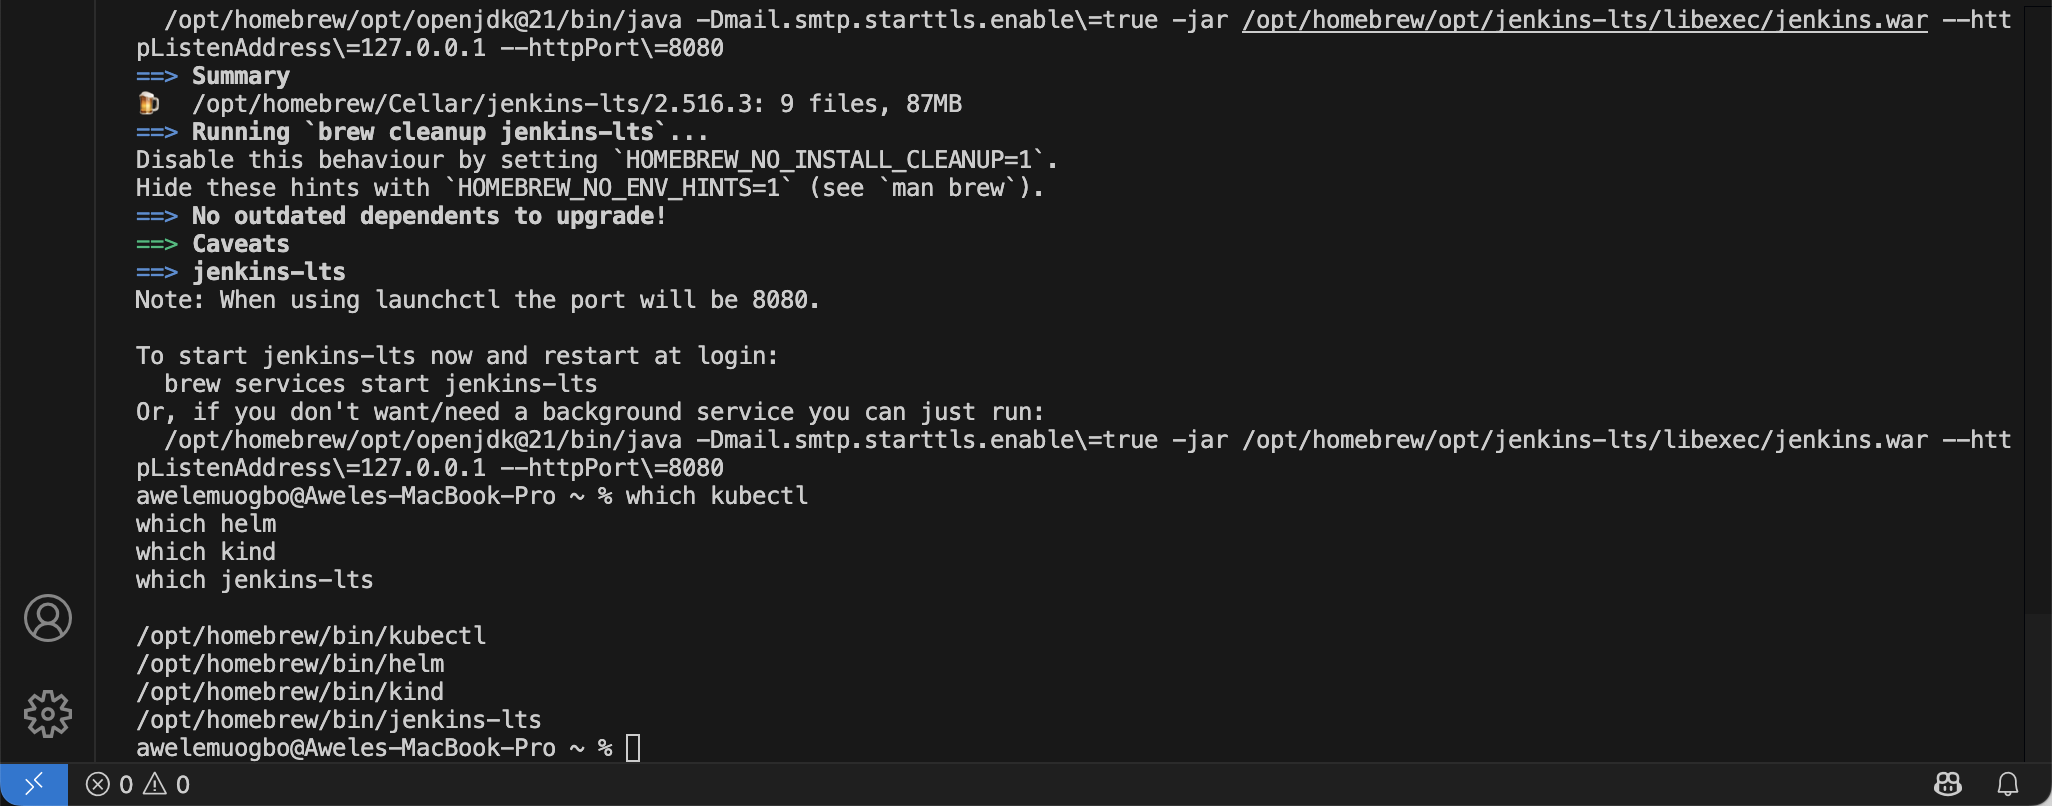 /opt/homebrew/opt/openjdk@21/bin/java -Dmail.smtp.starttls.enable\=true -jar /opt/homebrew/opt/jenkins-lts/libexec/jenkins.war --htt
pListenAddress\=127.0.0.1 --httpPort\=8080
==> Summary
🍺  /opt/homebrew/Cellar/jenkins-lts/2.516.3: 9 files, 87MB
==> Running `brew cleanup jenkins-lts`...
Disable this behaviour by setting `HOMEBREW_NO_INSTALL_CLEANUP=1`.
Hide these hints with `HOMEBREW_NO_ENV_HINTS=1` (see `man brew`).
==> No outdated dependents to upgrade!
==> Caveats
==> jenkins-lts
Note: When using launchctl the port will be 8080.
To start jenkins-lts now and restart at login:
brew services start jenkins-lts
Or, if you don't want/need a background service you can just run:
/opt/homebrew/opt/openjdk@21/bin/java -Dmail.smtp.starttls.enable\=true -jar /opt/homebrew/opt/jenkins-lts/libexec/jenkins.war --htt
pListenAddress\=127.0.0.1 --httpPort\=8080
awelemuogbo@Aweles-MacBook-Pro ~ % which kubectl
which helm
which kind
which jenkins-lts
/opt/homebrew/bin/kubectl
/opt/homebrew/bin/helm
/opt/homebrew/bin/kind
/opt/homebrew/bin/jenkins-lts
awelemuogbo@Aweles-MacBook-Pro ~ %
0 0